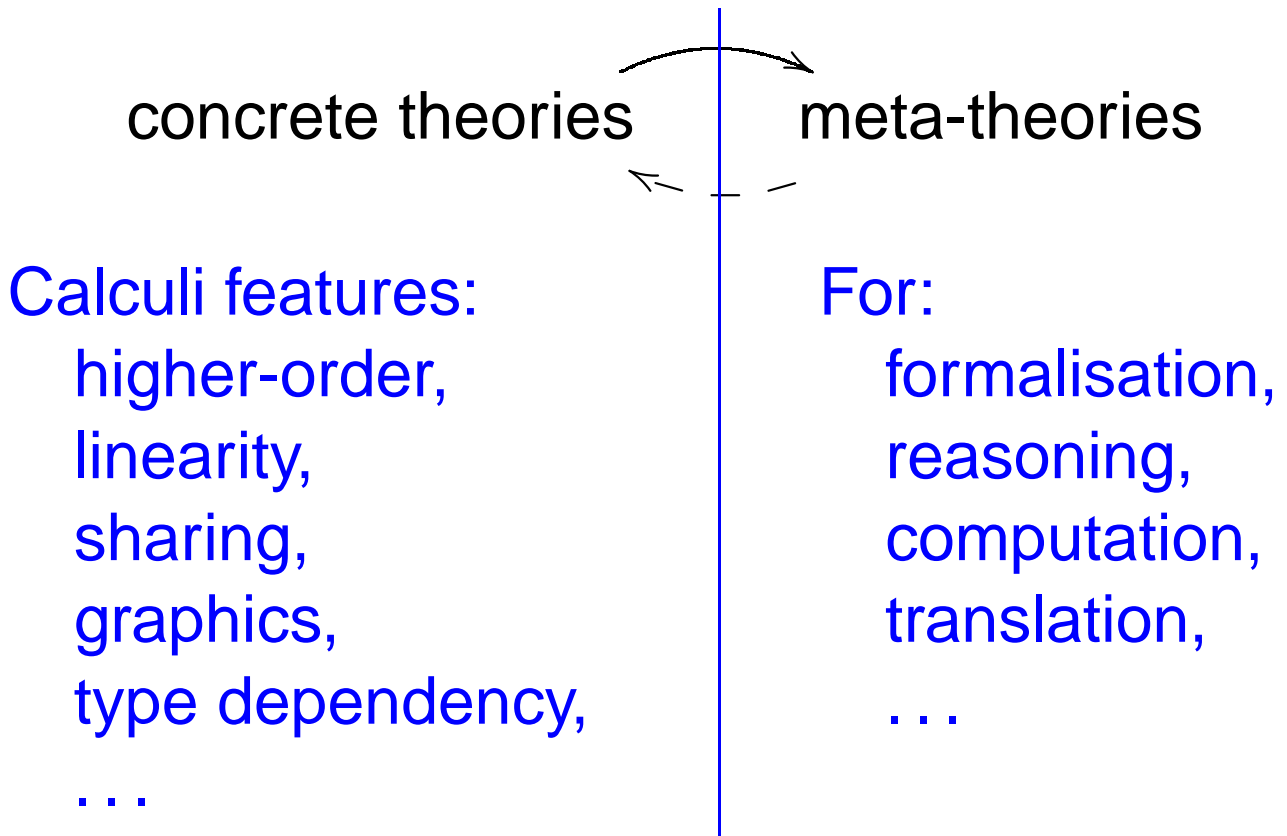 concrete theories meta-theories
Calculi features:
higher-order,
linearity,
sharing,
graphics,
type dependency,
. . .
For:
formalisation,
reasoning,
computation,
translation,
. . .